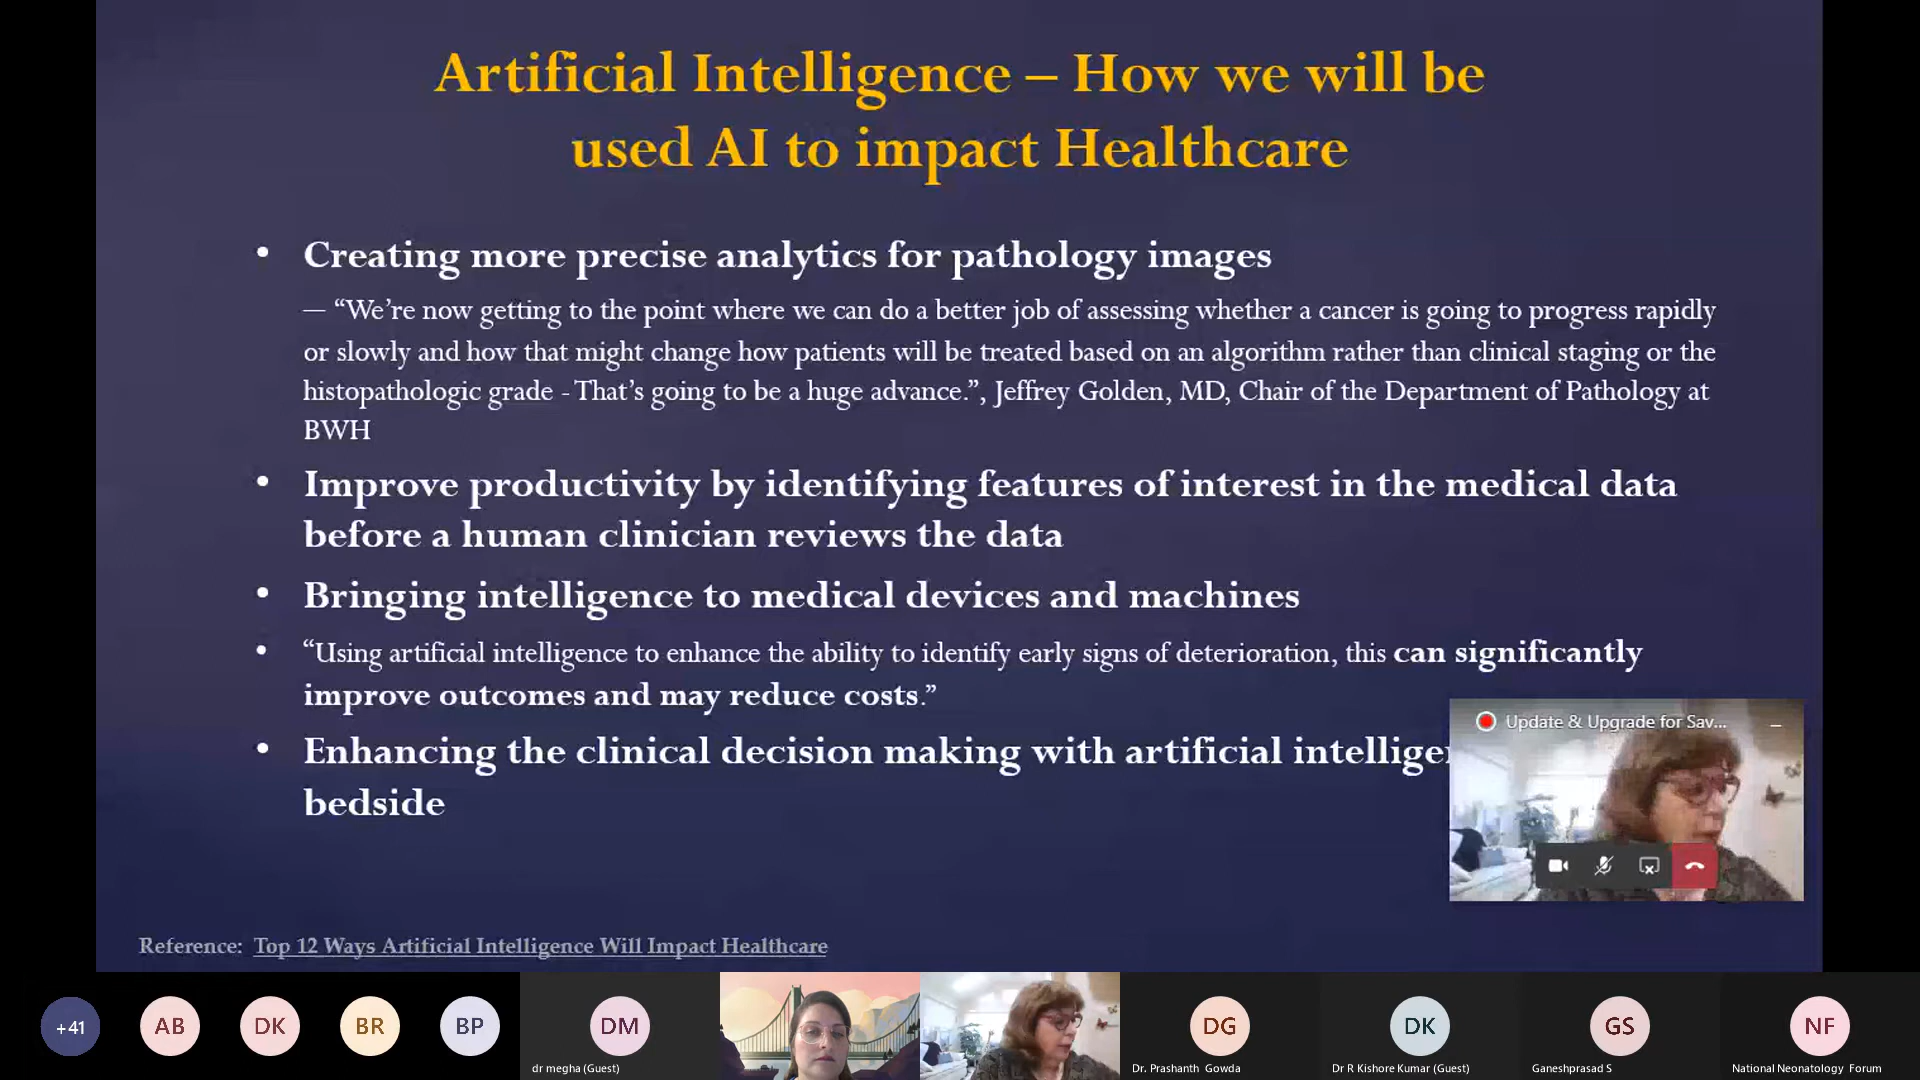 Artificial Intelligence – How we will be
used AI to impact Healthcare
• Creating more precise analytics for pathology images
— “We’re now getting to the point where we can do a better job of assessing whether a cancer is going to progress rapidly
or slowly and how that might change how patients will be treated based on an algorithm rather than clinical staging or the
histopathologic grade - That’s going to be a huge advance.”, Jeffrey Golden, MD, Chair of the Department of Pathology at
BWH
• Improve productivity by identifying features of interest in the medical data
before a human clinician reviews the data
• Bringing intelligence to medical devices and machines
• “Using artificial intelligence to enhance the ability to identify early signs of deterioration, this can significantly
improve outcomes and may reduce costs.”
• Enhancing the clinical decision making with artificial
bedside
Update & Upgrade for Sav...
Reference: Top 12 Ways Artificial Intelligence Will Impact Healthcare
+41
AB
DK
BR
BP
DM
DG
DK
GS
NF
dr megha (Guest)
Dr. Prashanth Gowda
Dr R Kishore Kumar (Guest)
Ganeshprasad S
National Neonatology Forum